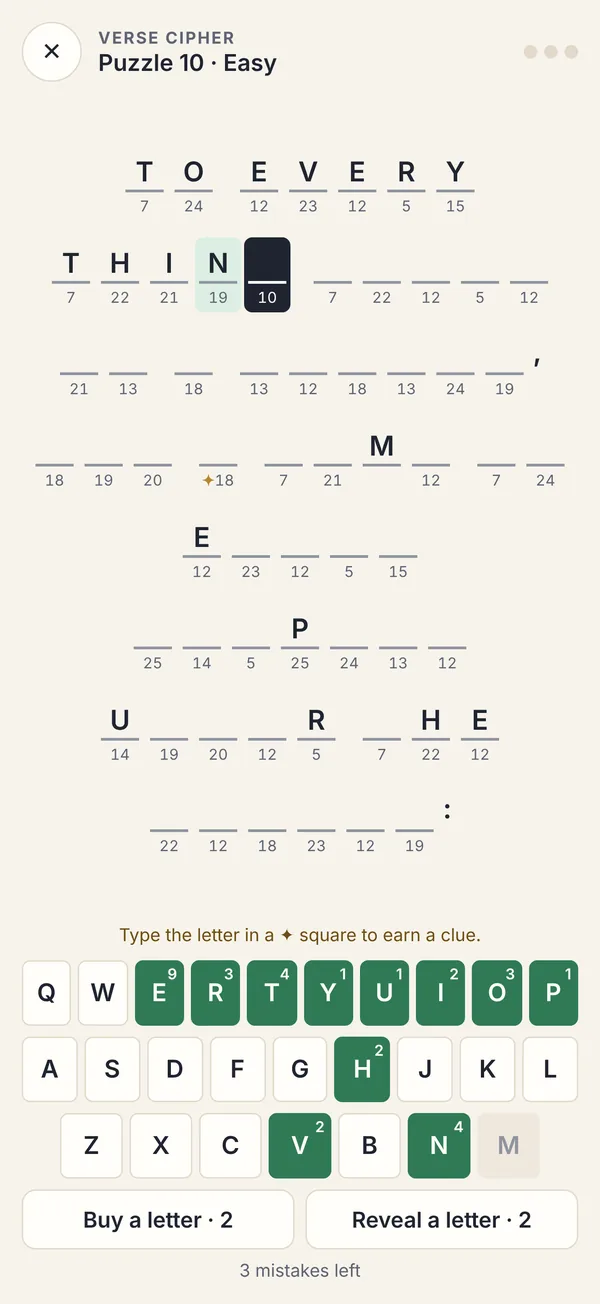 VERSE CIPHER
Puzzle 10 · Easy
T O E V E R Y
7 24 12 23 12 5 15
T H I N
7 22 21 19 10 7 22 12 5 12
,
21 13 18 13 12 18 13 24 19
M
18 19 20 ✦18 7 21 12 7 24
E
12 23 12 5 15
P
25 14 5 25 24 13 12
U R H E
14 19 20 12 5 7 22 12
:
22 12 18 23 12 19
Type the letter in a ✦ square to earn a clue.
Q W E 9 R 3 T 4 Y 1 U 1 I 2 O 3 P 1
A S D F G H 2 J K L
Z X C V 2 B N 4 M
Buy a letter · 2 Reveal a letter · 2
3 mistakes left